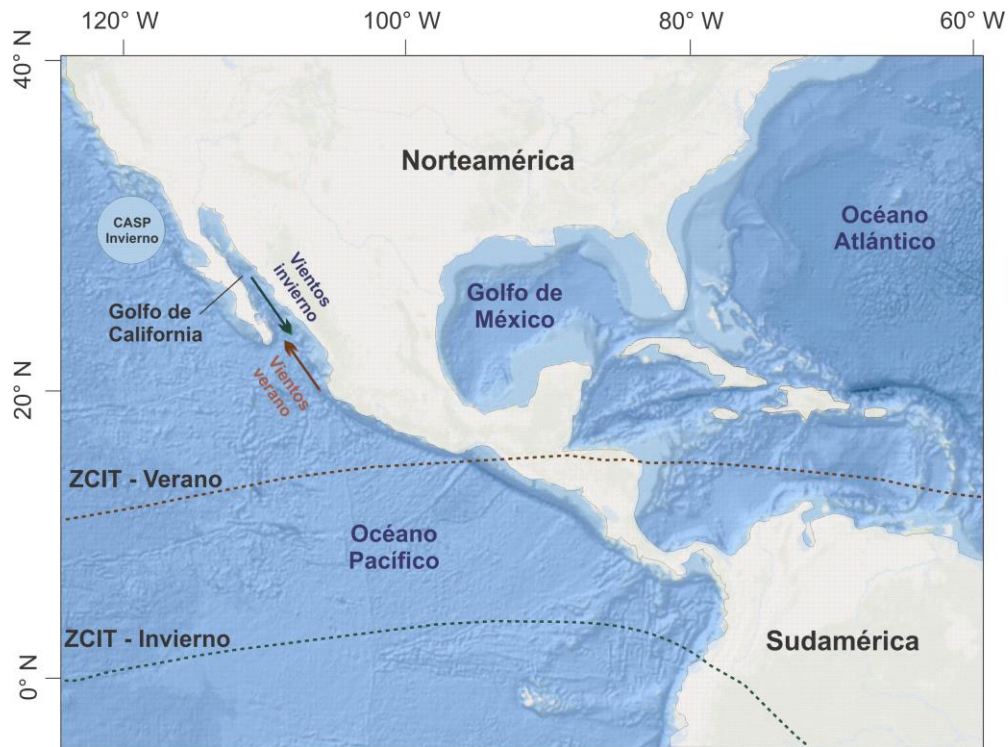 120° W
100° W
80° W
60° W
40° N
20° N
0° N
Norteamérica
CASP
Invierno
Océano
Atlántico
Vientos
invierno
Golfo de
California
Golfo de
México
Vientos
verano
ZCIT - Verano
Océano
Pacífico
ZCIT - Invierno
Sudamérica